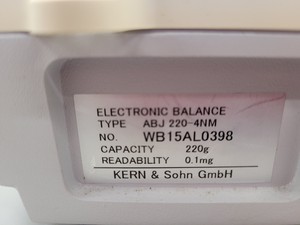 ELECTRONIC BALANCE
TYPE ABJ 220-4NM
NO. WB15AL0398
CAPACITY 220g
READABILITY 0.1mg
KERN & Sohn GmbH